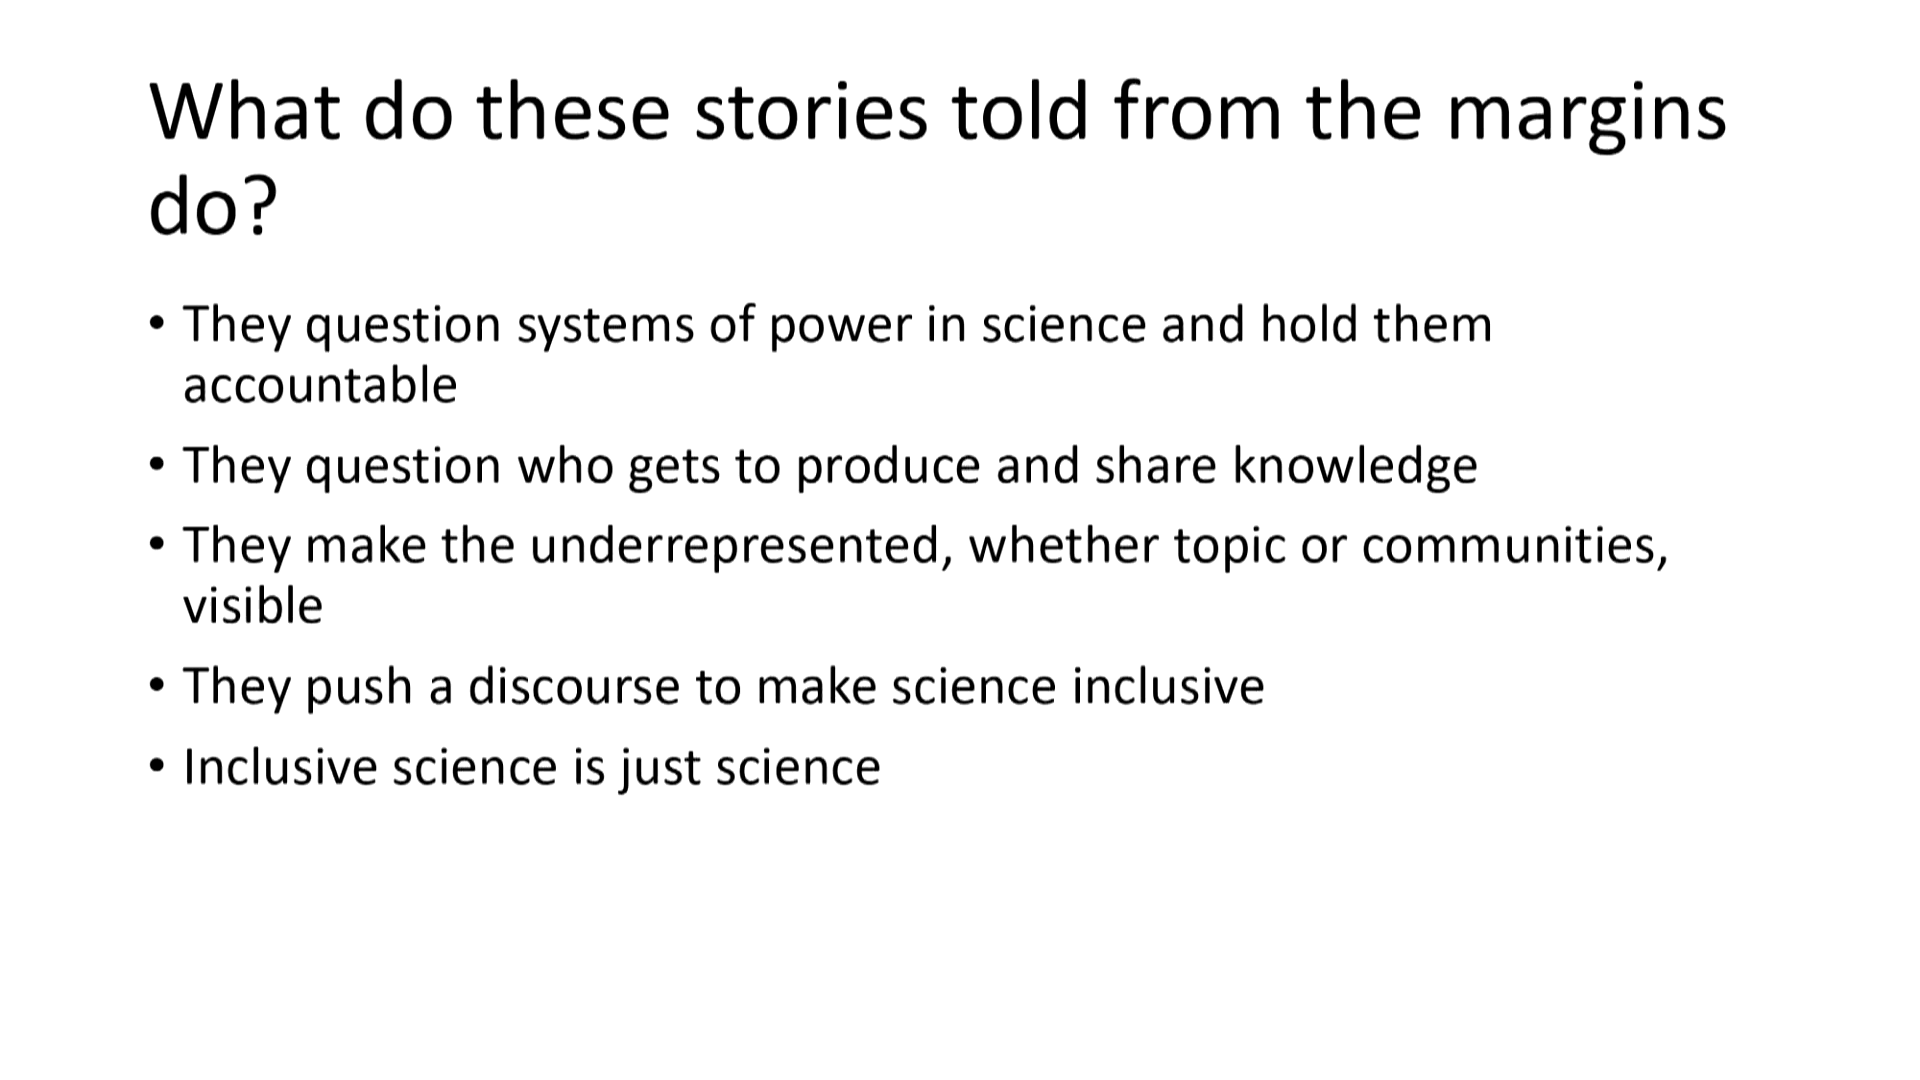 What do these stories told from the margins
do?
• They question systems of power in science and hold them
accountable
• They question who gets to produce and share knowledge
• They make the underrepresented, whether topic or communities,
visible
• They push a discourse to make science inclusive
• Inclusive science is just science